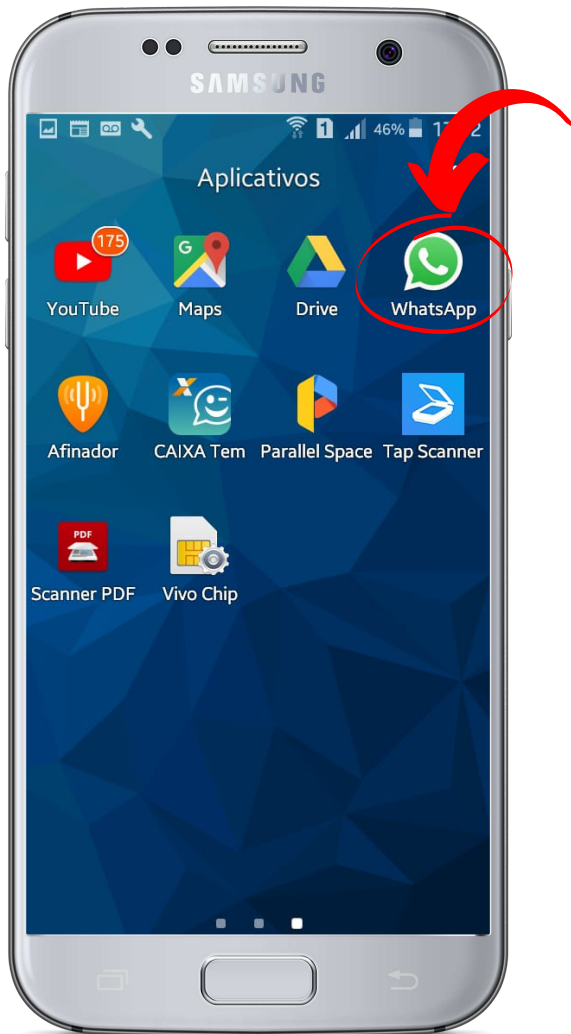 SAMSUNG
1 46%
Aplicativos
175
G
YouTube Maps Drive WhatsApp
Afinador CAIXA Tem Parallel Space Tap Scanner
PDF
Scanner PDF Vivo Chip